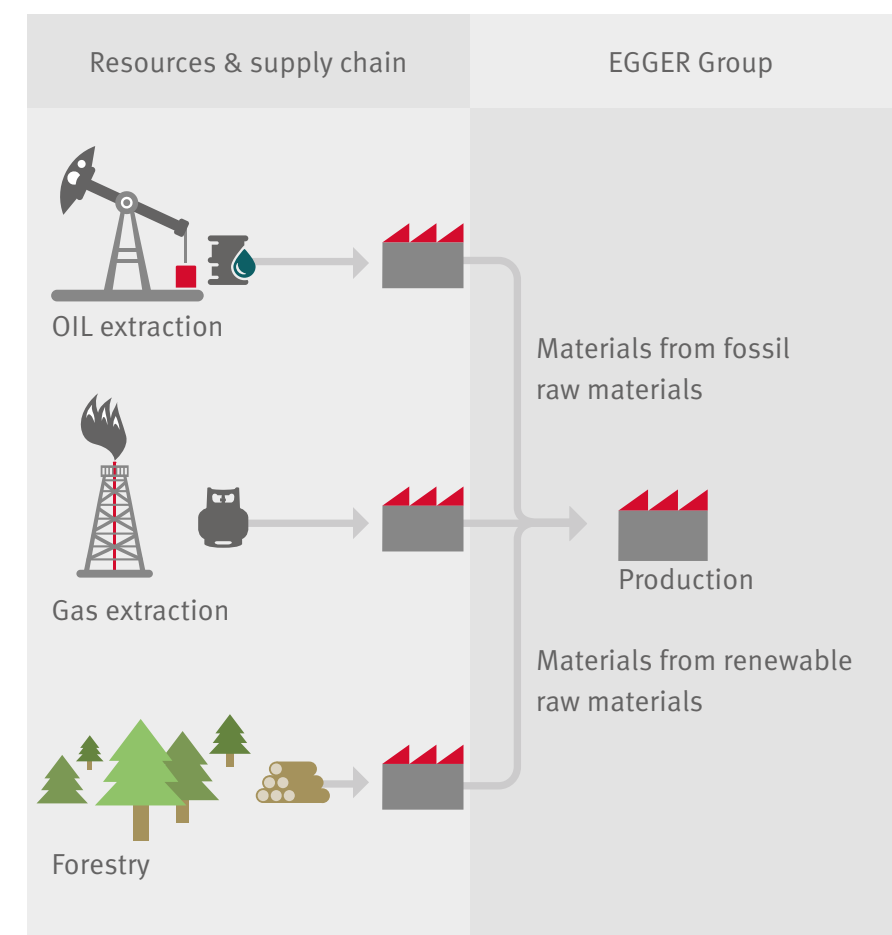 Resources & supply chain
EGGER Group
OIL extraction
Materials from fossil
raw materials
Gas extraction
Production
Materials from renewable
raw materials
Forestry